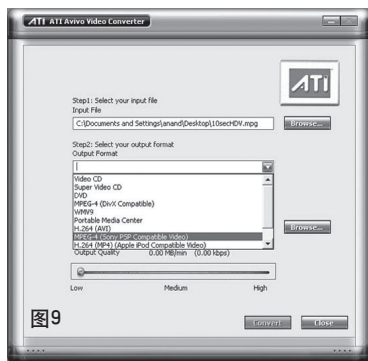 ATI ATI Avivo Video Converter
ATI
Step1: Select your input file
Input File
C:\Documents and Settings\anand\Desktop\10secHDV.mpg
Browse...
Step2: Select your output format
Output Format
Video CD
Super Video CD
DVD
MPEG-4 (DivX Compatible)
WMV9
Portable Media Center
H.264 (AVI)
MPEG-4 (Sony PSP Compatible Video)
H.264 (MP4) (Apple iPod Compatible Video)
Browse...
Output Quality 0.00 MB/min (0.00 kbps)
Low Medium High
图9
Convert Close